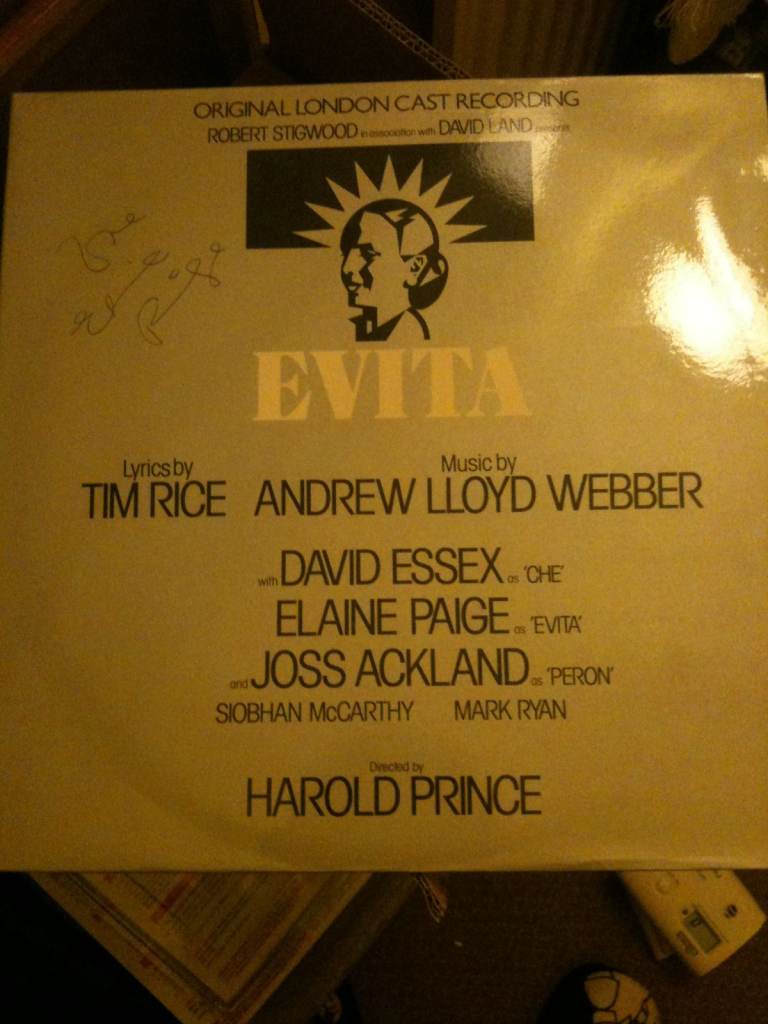 ORIGINAL LONDON CAST RECORDING
ROBERT STIGWOOD in association with DAVID LAND presents
EVITA
Lyrics by
TIM RICE
Music by
ANDREW LLOYD WEBBER
with DAVID ESSEX as 'CHE'
ELAINE PAIGE as 'EVITA'
and JOSS ACKLAND as 'PERON'
SIOBHAN McCARTHY MARK RYAN
Directed by
HAROLD PRINCE